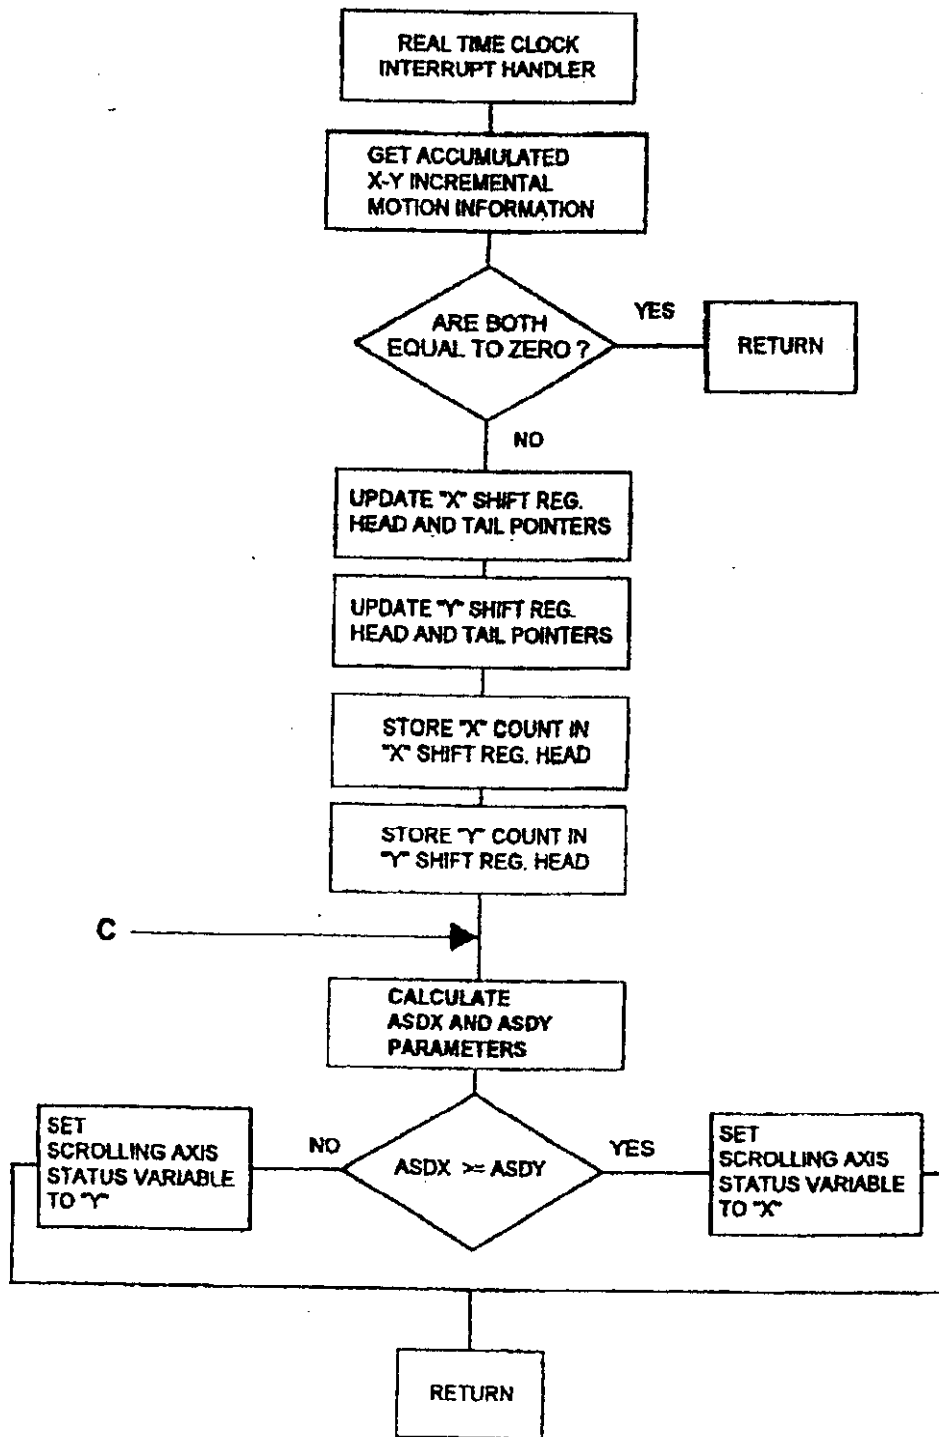 REAL TIME CLOCK
INTERRUPT HANDLER
GET ACCUMULATED
X-Y INCREMENTAL
MOTION INFORMATION
ARE BOTH
EQUAL TO ZERO ?
YES
RETURN
NO
UPDATE "X" SHIFT REG.
HEAD AND TAIL POINTERS
UPDATE "Y" SHIFT REG.
HEAD AND TAIL POINTERS
STORE "X" COUNT IN
"X" SHIFT REG. HEAD
STORE "Y" COUNT IN
"Y" SHIFT REG. HEAD
C
CALCULATE
ASDX AND ASDY
PARAMETERS
SET
SCROLLING AXIS
STATUS VARIABLE
TO "Y"
NO
ASDX >= ASDY
YES
SET
SCROLLING AXIS
STATUS VARIABLE
TO "X"
RETURN